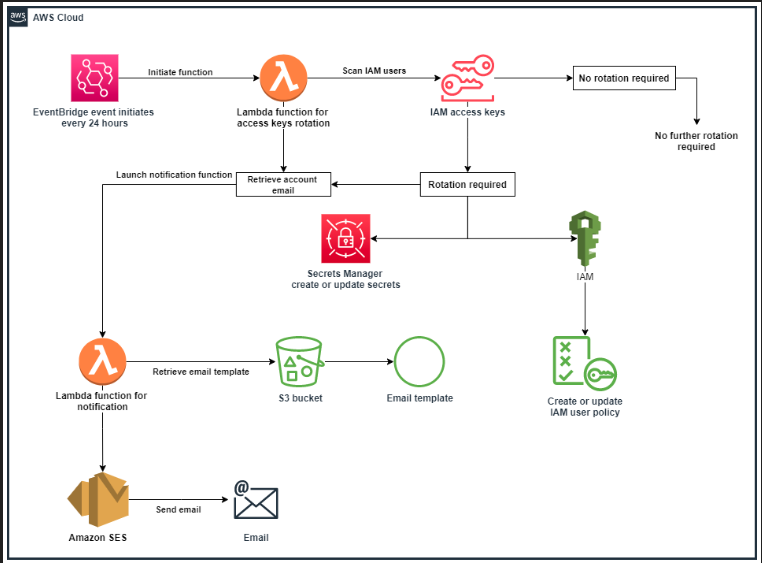 aws
AWS Cloud
Initiate function
Scan IAM users
No rotation required
EventBridge event initiates
every 24 hours
Lambda function for
access keys rotation
IAM access keys
No further rotation
required
Launch notification function
Retrieve account
email
Rotation required
Secrets Manager
create or update secrets
IAM
Retrieve email template
Lambda function for
notification
S3 bucket
Email template
Create or update
IAM user policy
@
Send email
Amazon SES
Email